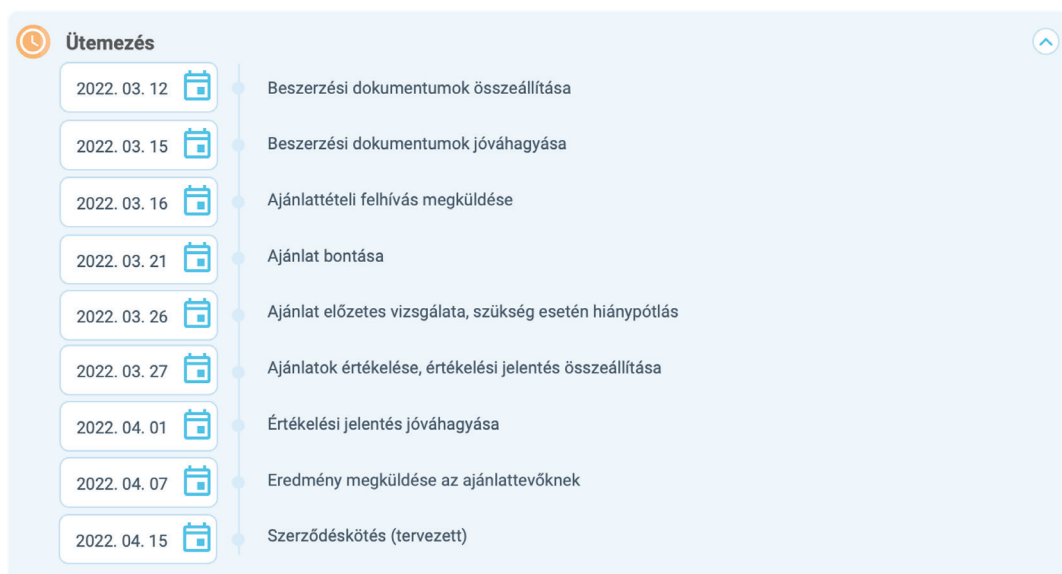 Ütemezés
2022. 03. 12 Beszerzési dokumentumok összeállítása
2022. 03. 15 Beszerzési dokumentumok jóváhagyása
2022. 03. 16 Ajánlattételi felhívás megküldése
2022. 03. 21 Ajánlat bontása
2022. 03. 26 Ajánlat előzetes vizsgálata, szükség esetén hiánypótlás
2022. 03. 27 Ajánlatok értékelése, értékelési jelentés összeállítása
2022. 04. 01 Értékelési jelentés jóváhagyása
2022. 04. 07 Eredmény megküldése az ajánlattevőknek
2022. 04. 15 Szerződéskötés (tervezett)